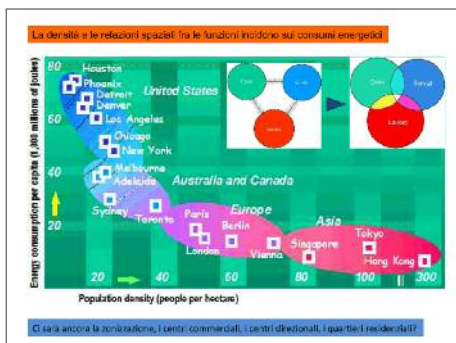 La densità e le relazioni spaziali fra le funzioni incidono sui consumi energetici
Energy consumption per capita (1,000 millions of joules)
80
60
40
20
Houston
Phoenix
Detroit
Denver
Los Angeles
Chicago
New York
Melbourne
Adelaide
Sydney
Toronto
United States
Australia and Canada
Europe
Paris
London
Berlin
Vienna
Asia
Singapore
Tokyo
Hong Kong
20
40
60
80
100
300
Population density (people per hectare)
Ci sarà ancora la zonizzazione, i centri commerciali, i centri direzionali, i quartieri residenziali?